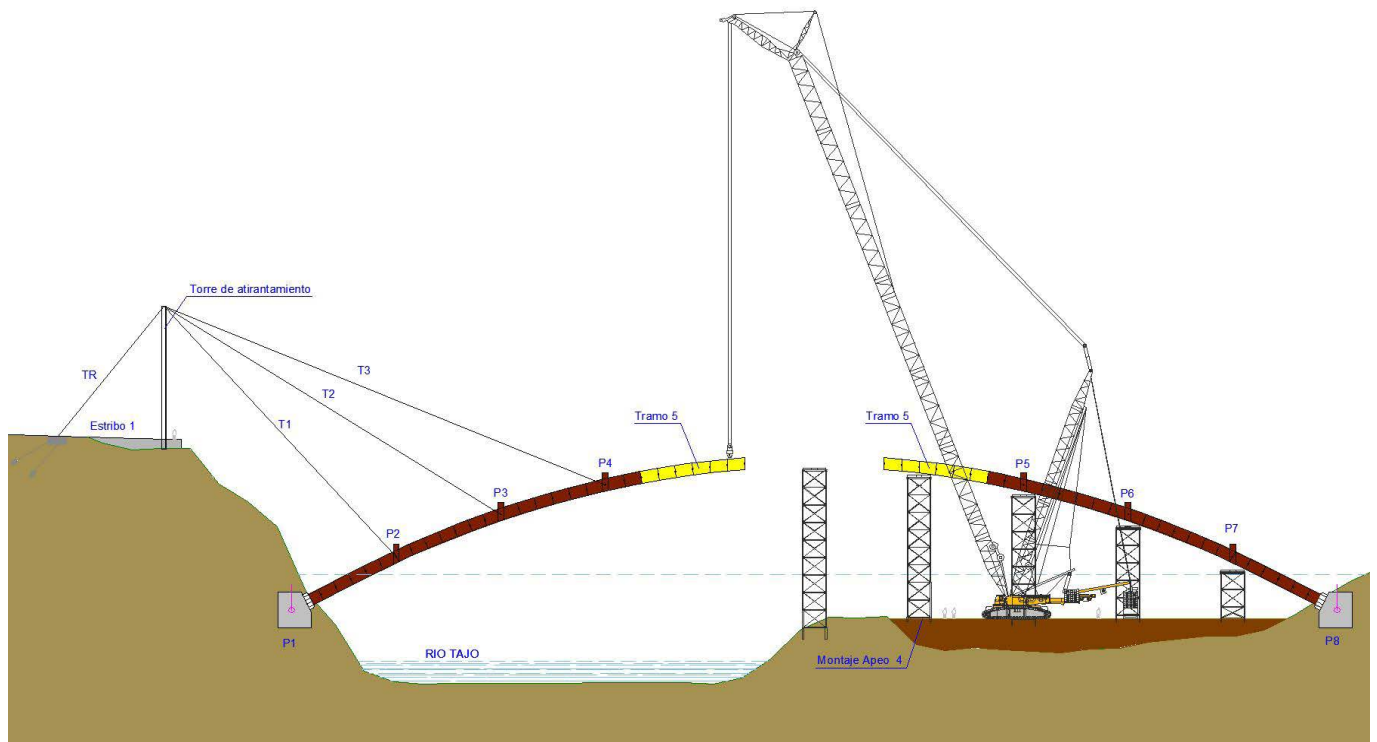 Torre de atirantamiento
TR
T3
T2
T1
Estribo 1
Tramo 5
Tramo 5
P4
P5
P3
P6
P2
P7
P1
RIO TAJO
Montaje Apeo 4
P8